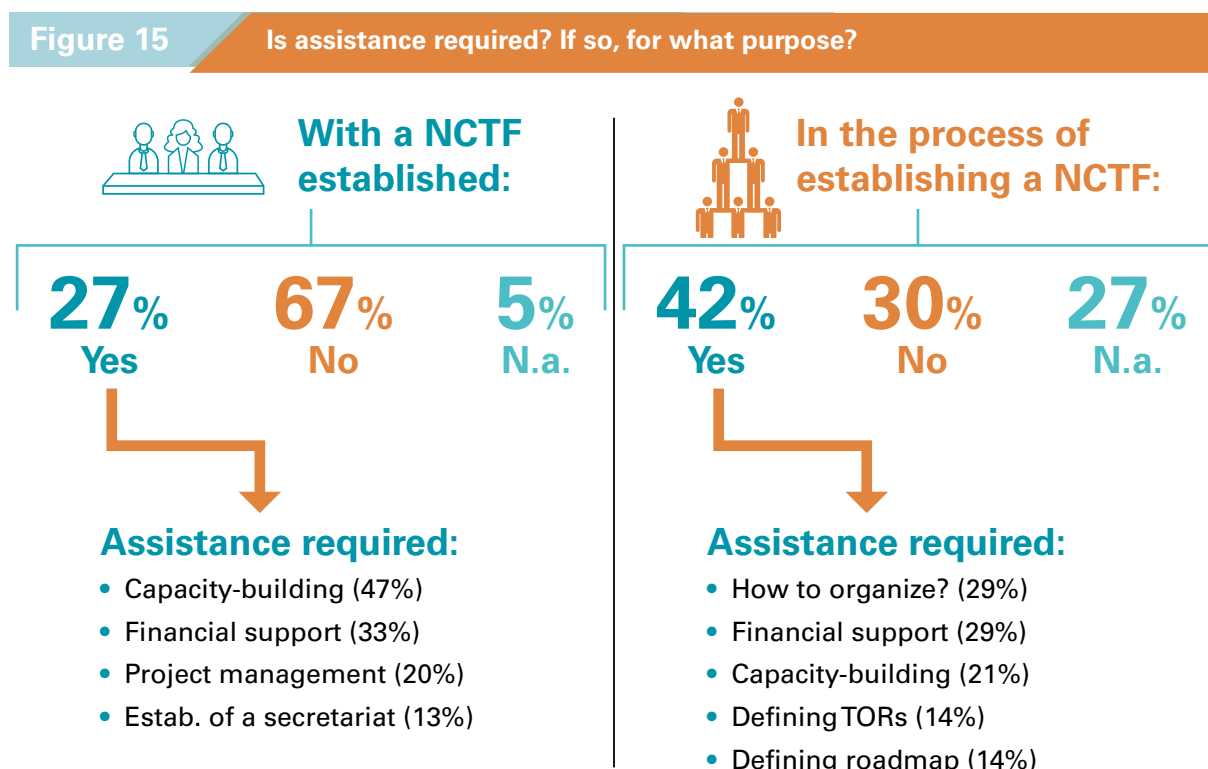 Figure 15
Is assistance required? If so, for what purpose?
With a NCTF
established:
27%
Yes
67%
No
5%
N.a.
Assistance required:
• Capacity-building (47%)
• Financial support (33%)
• Project management (20%)
• Estab. of a secretariat (13%)
In the process of
establishing a NCTF:
42%
Yes
30%
No
27%
N.a.
Assistance required:
• How to organize? (29%)
• Financial support (29%)
• Capacity-building (21%)
• Defining TORs (14%)
• Defining roadmap (14%)